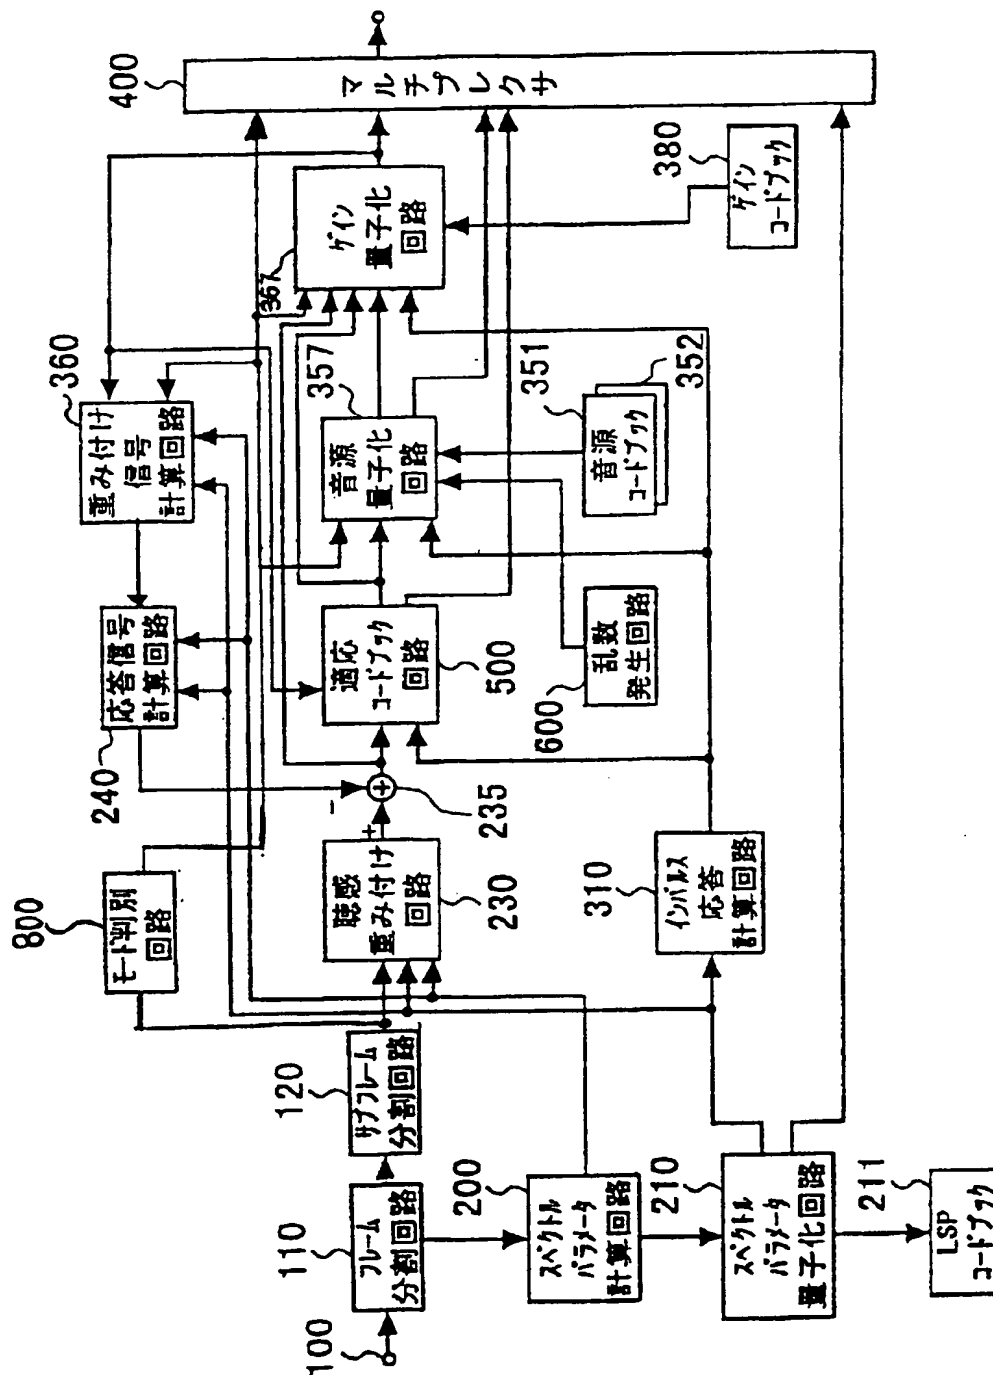 100
110
フレーム
分割回路
120
サブフレーム
分割回路
800
モード判別
回路
200
スペクトル
パラメータ
計算回路
210
スペクトル
パラメータ
量子化回路
211
LSP
コードブック
聴感
重み付け
回路
230
+
-
+
235
240
応答信号
計算回路
360
重み付け
信号
計算回路
310
インパルス
応答
計算回路
適応
コードブック
回路
500
600
乱数
発生回路
357
音源
量子化
回路
351
352
音源
コードブック
367
ゲイン
量子化
回路
380
ゲイン
コードブック
400
マルチプレクサ